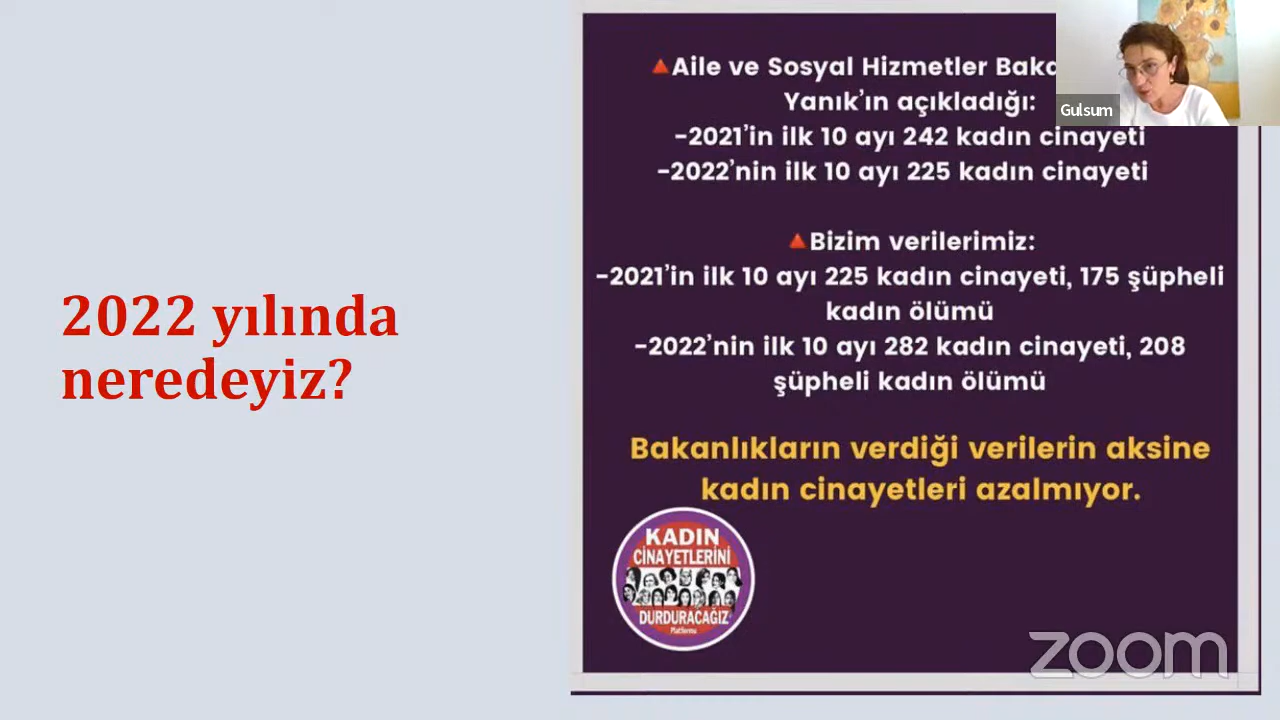 2022 yılında
neredeyiz?
🔺Aile ve Sosyal Hizmetler
Yanık’ın açıkladığı:
-2021’in ilk 10 ayı 242 kadın cinayeti
-2022’nin ilk 10 ayı 225 kadın cinayeti
🔺Bizim verilerimiz:
-2021’in ilk 10 ayı 225 kadın cinayeti, 175 şüpheli
kadın ölümü
-2022’nin ilk 10 ayı 282 kadın cinayeti, 208
şüpheli kadın ölümü
Bakanlıkların verdiği verilerin aksine
kadın cinayetleri azalmıyor.
KADIN
CİNAYETLERİNİ
DURDURACAĞIZ
Platformu
Gulsum
zoom